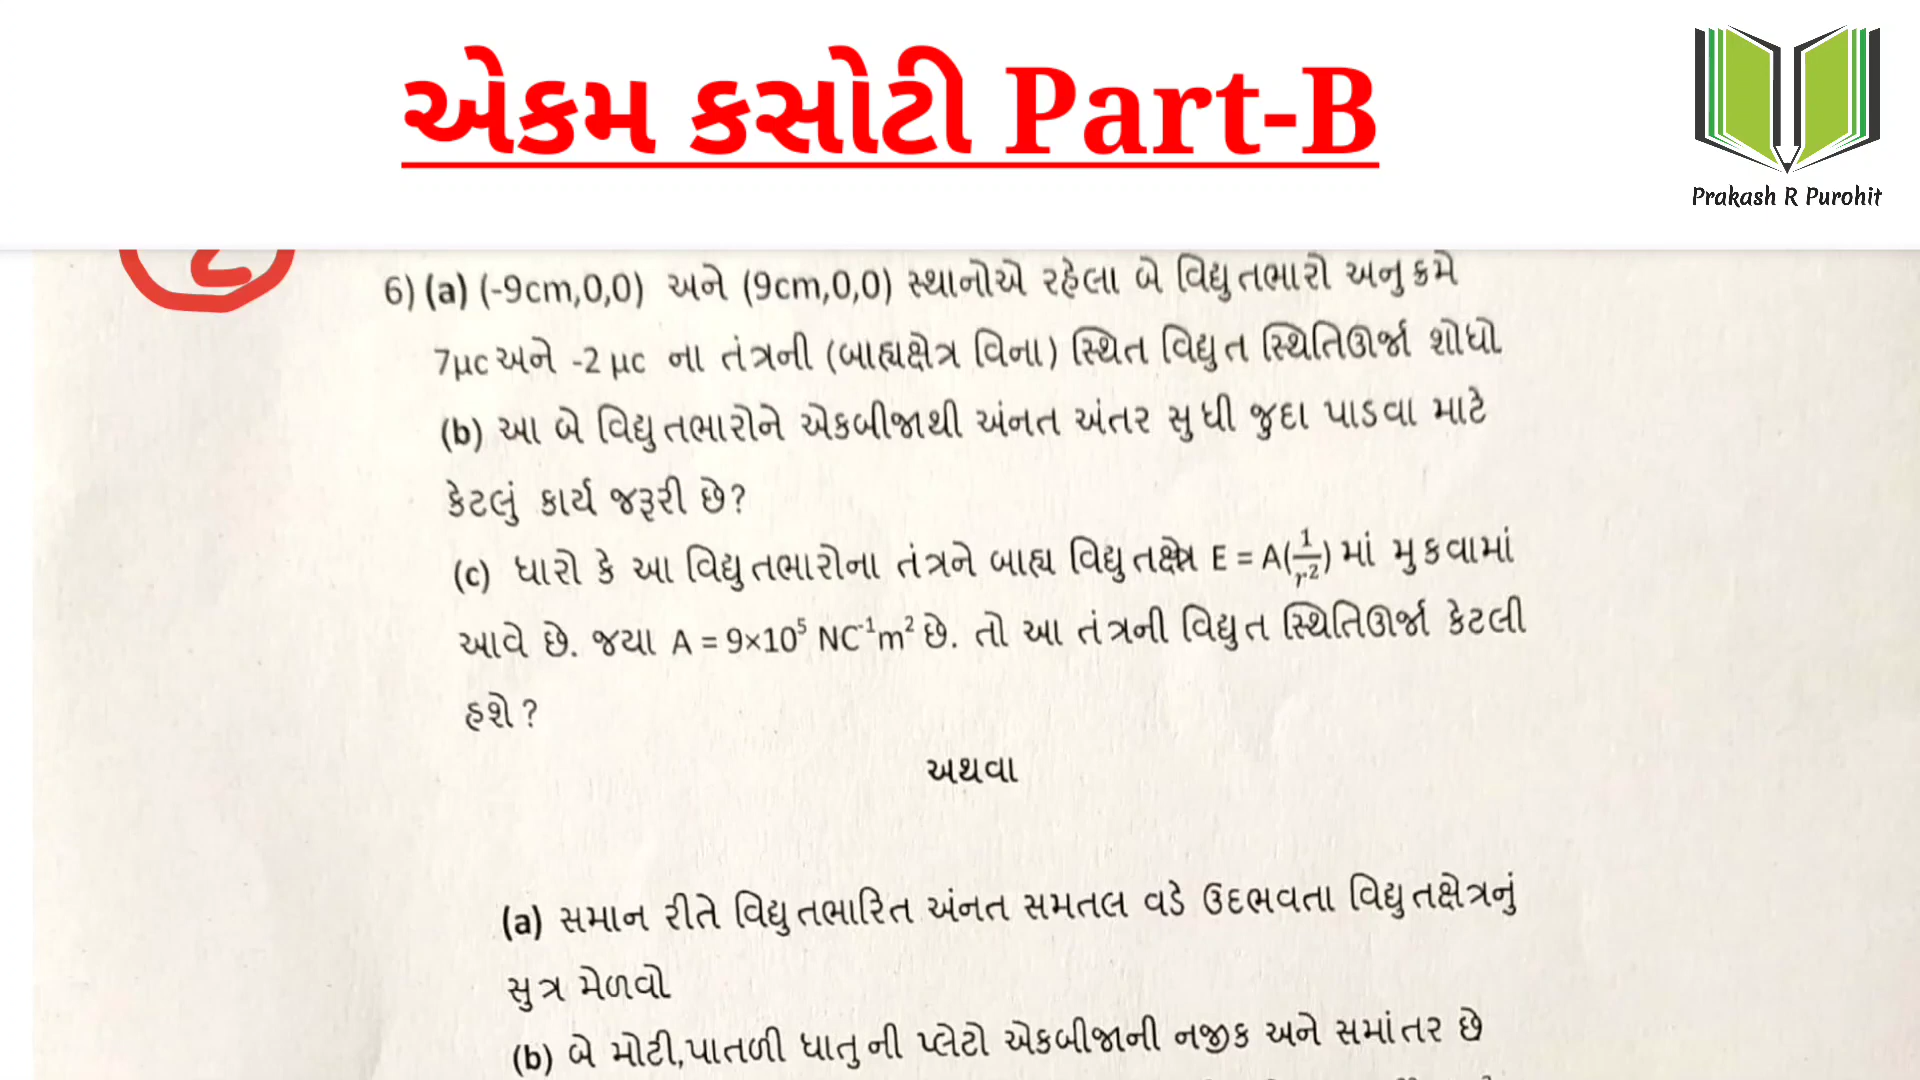 એકમ કસોટી Part-B
Prakash R Purohit
2
6) (a) (-9cm,0,0) અને (9cm,0,0) સ્થાનોએ રહેલા બે વિદ્યુતભારો અનુક્રમે
7μc અને -2 μc ના તંત્રની (બાહ્યક્ષેત્ર વિના) સ્થિત વિદ્યુત સ્થિતિઊર્જા શોધો
(b) આ બે વિદ્યુતભારોને એકબીજાથી અંનત અંતર સુધી જુદા પાડવા માટે
કેટલું કાર્ય જરૂરી છે?
(c) ધારો કે આ વિદ્યુતભારોના તંત્રને બાહ્ય વિદ્યુતક્ષેત્ર E = A(1/r²) માં મુકવામાં
આવે છે. જયા A = 9×10⁵ NC⁻¹m² છે. તો આ તંત્રની વિદ્યુત સ્થિતિઊર્જા કેટલી
હશે?
અથવા
(a) સમાન રીતે વિદ્યુતભારિત અંનત સમતલ વડે ઉદભવતા વિદ્યુતક્ષેત્રનું
સુત્ર મેળવો
(b) બે મોટી,પાતળી ધાતુની પ્લેટો એકબીજાની નજીક અને સમાંતર છે